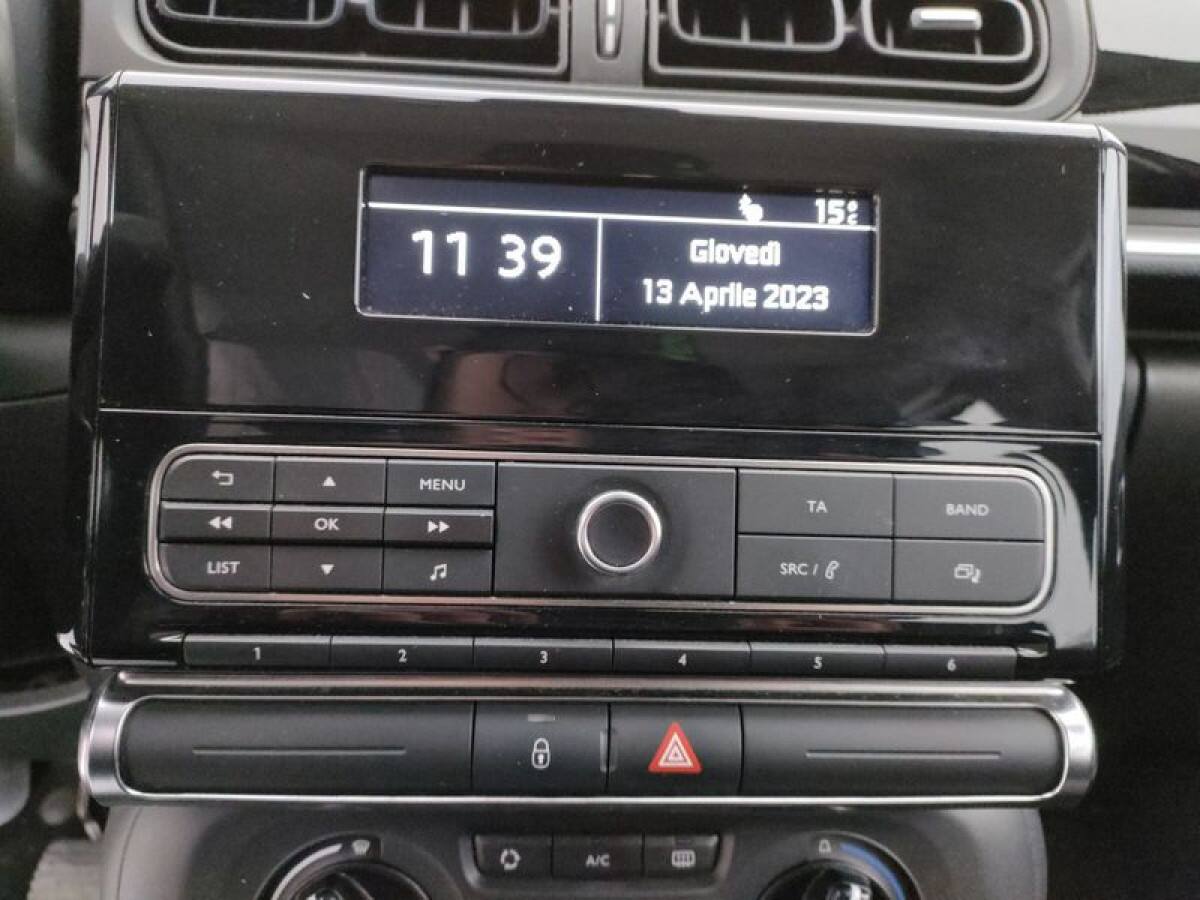 15°C
11 39
Giovedì
13 Aprile 2023
MENU
TA
BAND
OK
LIST
SRC /
1 2 3 4 5 6
A/C